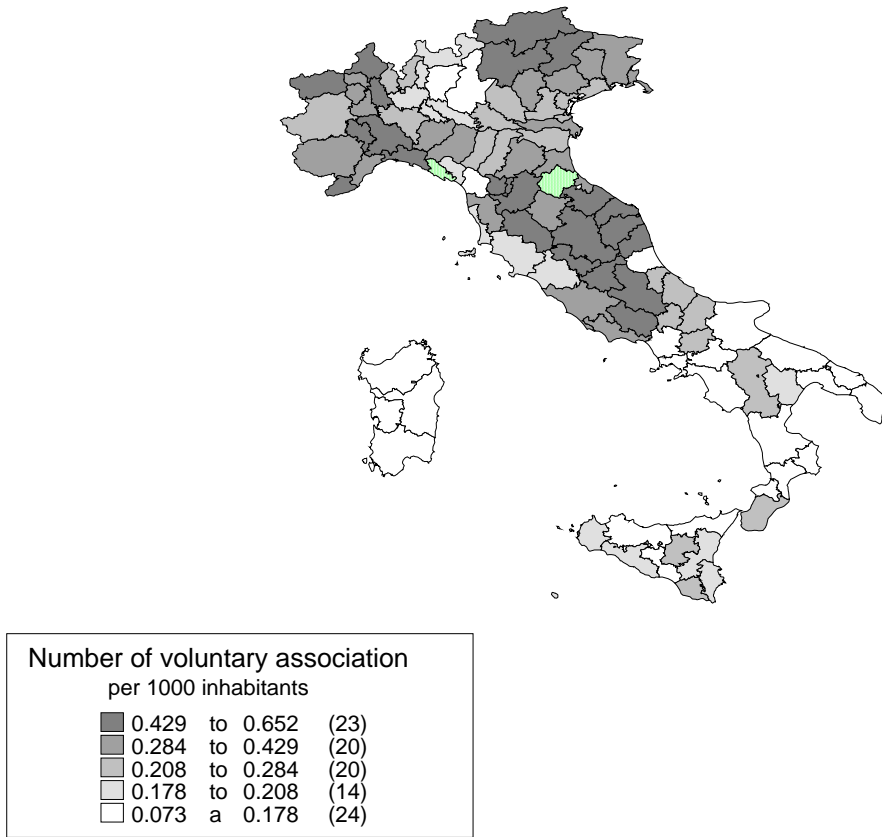 Number of voluntary association
per 1000 inhabitants
0.429 to 0.652 (23)
0.284 to 0.429 (20)
0.208 to 0.284 (20)
0.178 to 0.208 (14)
0.073 a 0.178 (24)